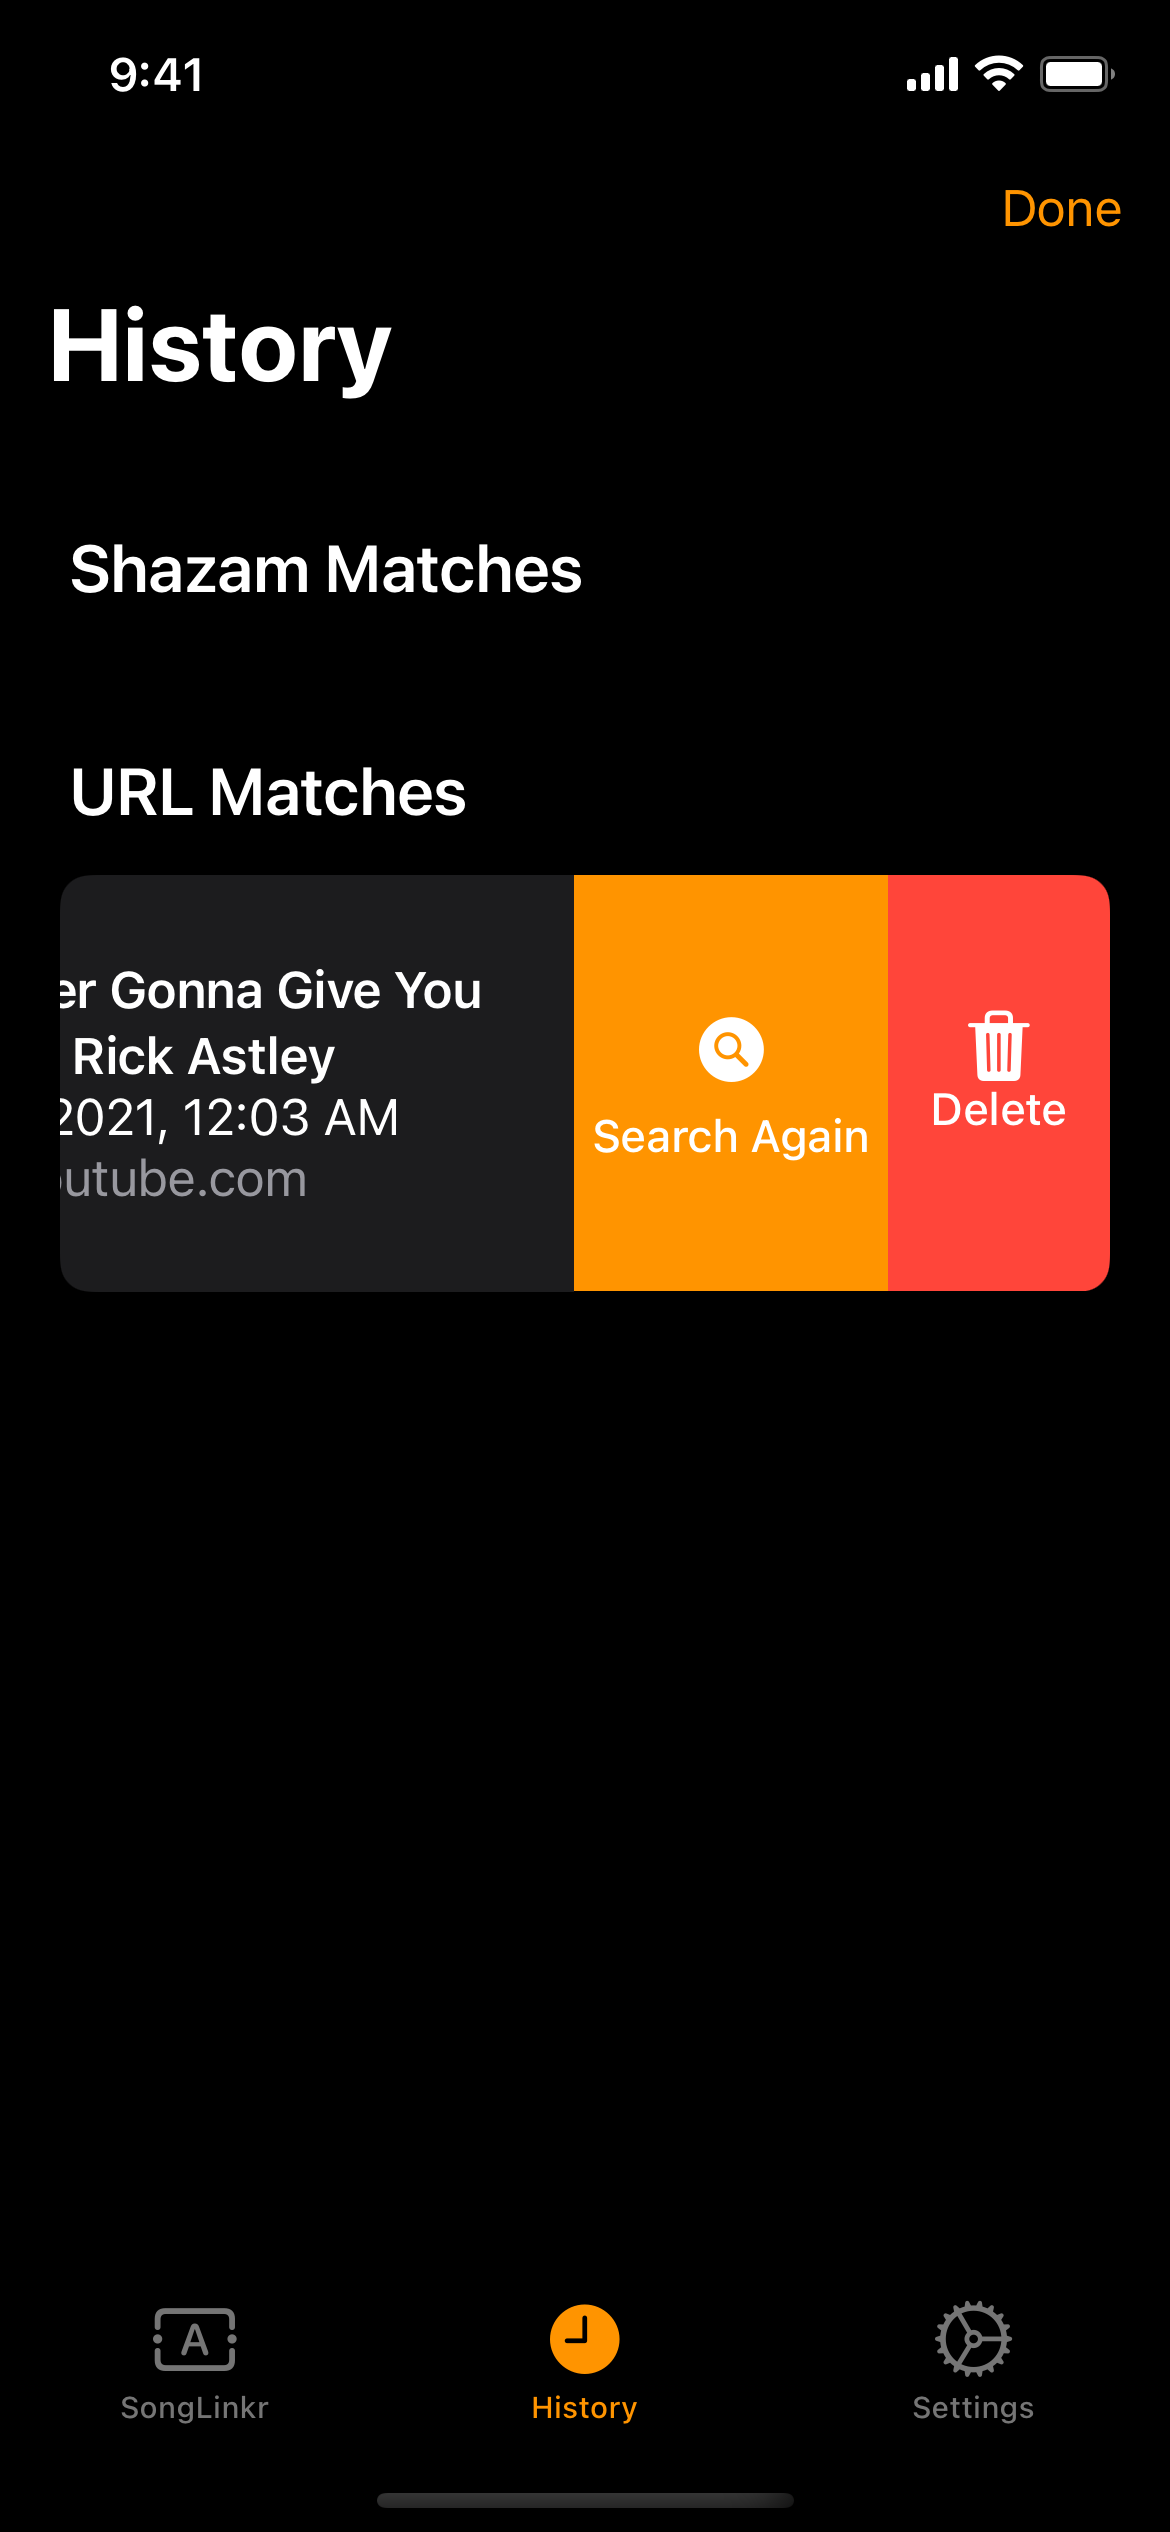 9:41
Done
History
Shazam Matches
URL Matches
er Gonna Give You
Rick Astley
2021, 12:03 AM
outube.com
Search Again
Delete
A
SongLinkr
History
Settings